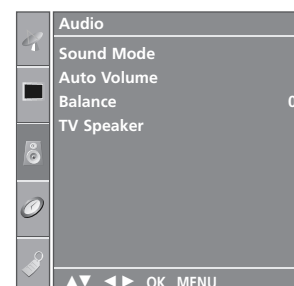 Audio
Sound Mode
Auto Volume
Balance 0
TV Speaker
▲▼ ◄► OK MENU